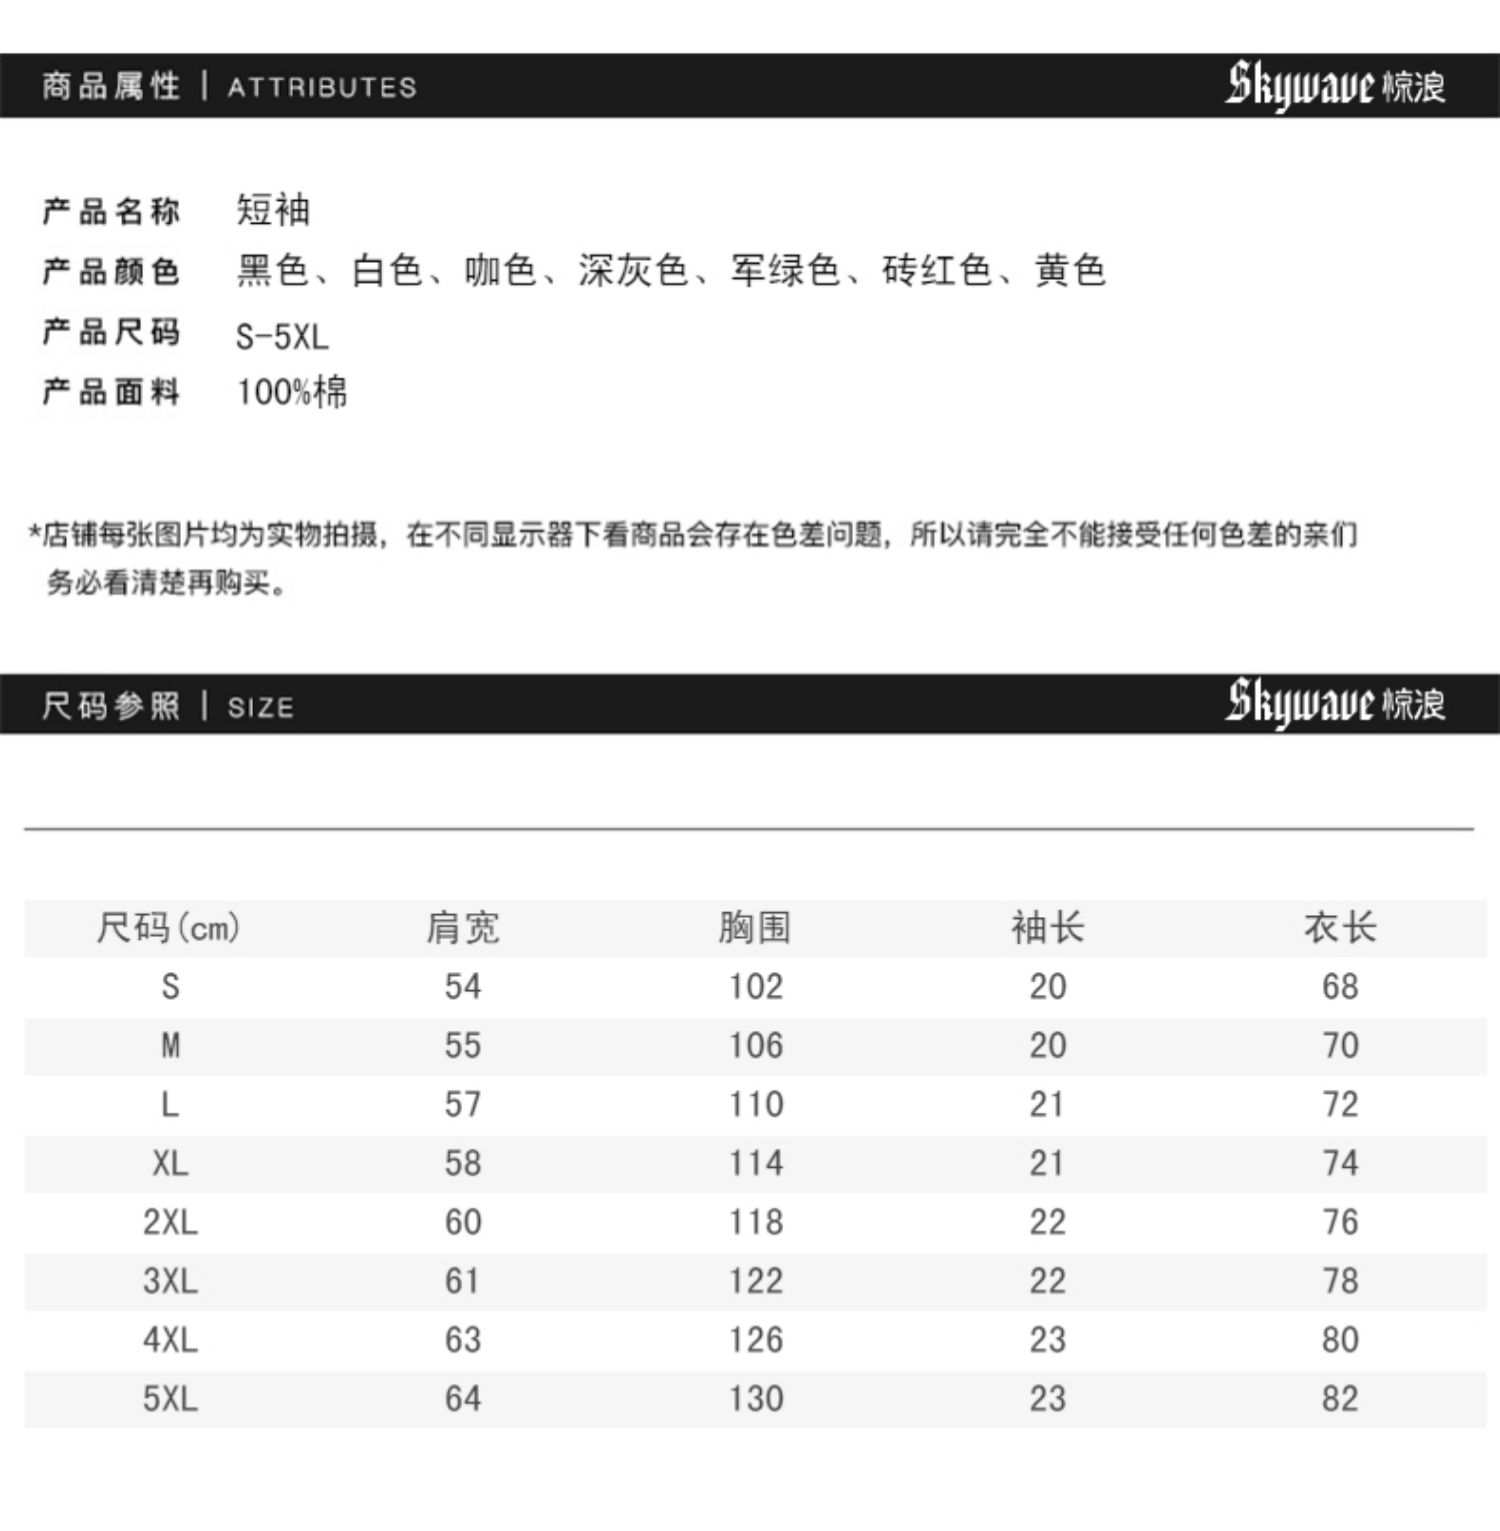 商品属性 | ATTRIBUTES Skywave 惊浪
产品名称 短袖
产品颜色 黑色、白色、咖色、深灰色、军绿色、砖红色、黄色
产品尺码 S-5XL
产品面料 100%棉
*店铺每张图片均为实物拍摄，在不同显示器下看商品会存在色差问题，所以请完全不能接受任何色差的亲们
务必看清楚再购买。
尺码参照 | SIZE Skywave 惊浪
尺码(cm) 肩宽 胸围 袖长 衣长
S 54 102 20 68
M 55 106 20 70
L 57 110 21 72
XL 58 114 21 74
2XL 60 118 22 76
3XL 61 122 22 78
4XL 63 126 23 80
5XL 64 130 23 82